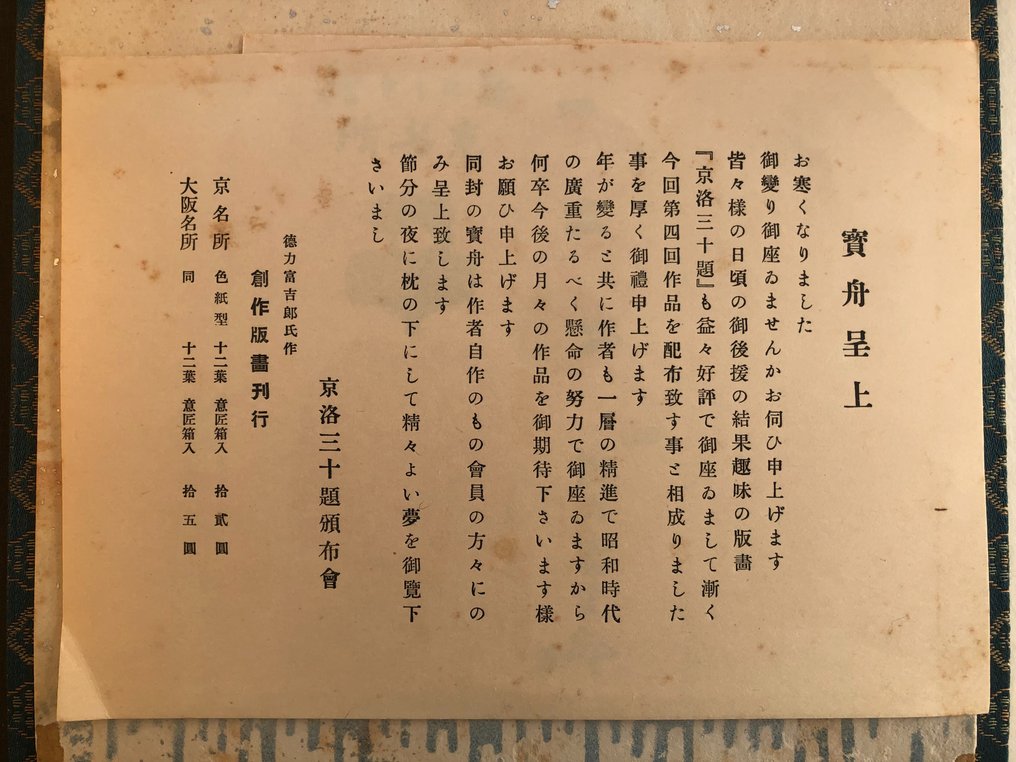 寶舟呈上
お寒くなりました
御變り御座ゐませんかお伺ひ申上げます
皆々樣の日頃の御後援の結果趣味の版畫
『京洛三十題』も益々好評で御座ゐまして漸く
今回第四回作品を配布致す事と相成りました
事を厚く御禮申上げます
年が變ると共に作者も一層の精進で昭和時代
の廣重たるべく懸命の努力で御座ゐますから
何卒今後の月々の作品を御期待下さいます樣
お願ひ申上げます
同封の寶舟は作者自作のもの會員の方々にの
み呈上致します
節分の夜に枕の下にして精々よい夢を御覽下
さいまし
京洛三十題頒布會
德力富吉郎氏作
創作版畫刊行
京名所 色紙型 十二葉 意匠箱入 拾貳圓
大阪名所 同 十二葉 意匠箱入 拾五圓